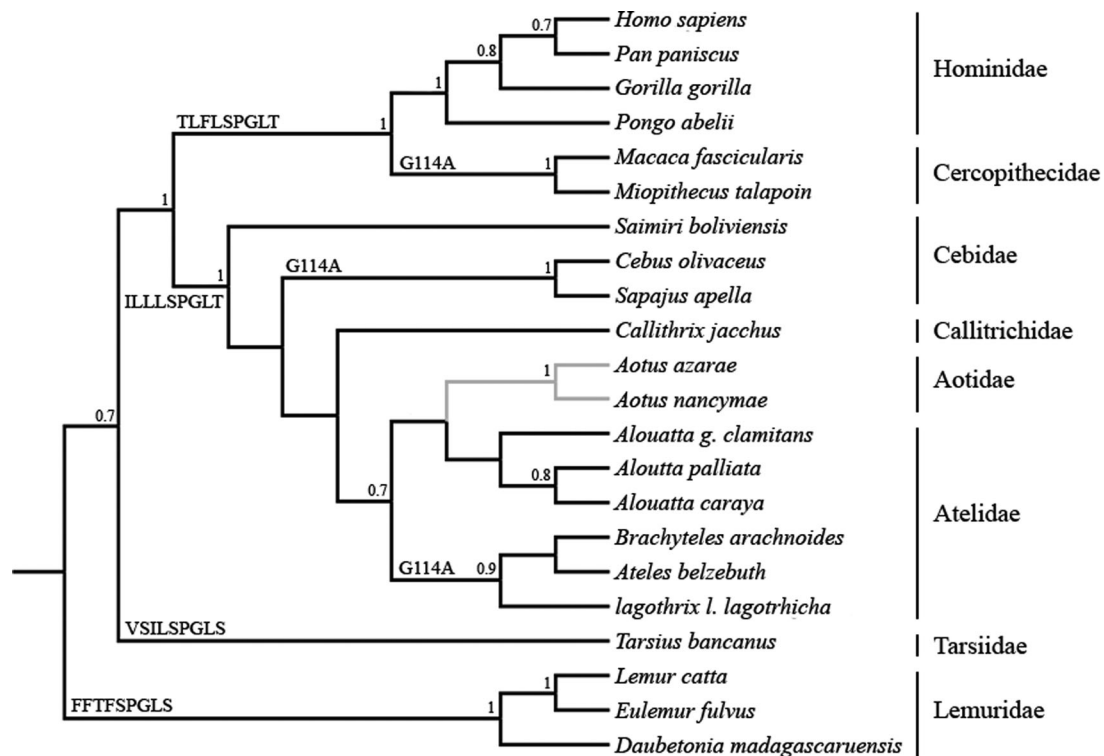 Homo sapiens
0.7
Pan paniscus
0.8
Hominidae
Gorilla gorilla
1
Pongo abelii
TLFLSPGLT
1
Macaca fascicularis
G114A
1
Cercopithecidae
Miopithecus talapoin
1
Saimiri boliviensis
Cebidae
G114A
1
Cebus olivaceus
1
ILLLSPGLT
Sapajus apella
Callithrix jacchus
Callitrichidae
Aotus azarae
1
Aotidae
Aotus nancymae
0.7
Alouatta g. clamitans
Aloutta palliata
0.8
0.7
Alouatta caraya
Atelidae
Brachyteles arachnoides
G114A
0.9
Ateles belzebuth
lagothrix l. lagotrhicha
VSILSPGLS
Tarsius bancanus
Tarsiidae
Lemur catta
1
FFTFSPGLS
1
Eulemur fulvus
Lemuridae
Daubetonia madagascaruensis